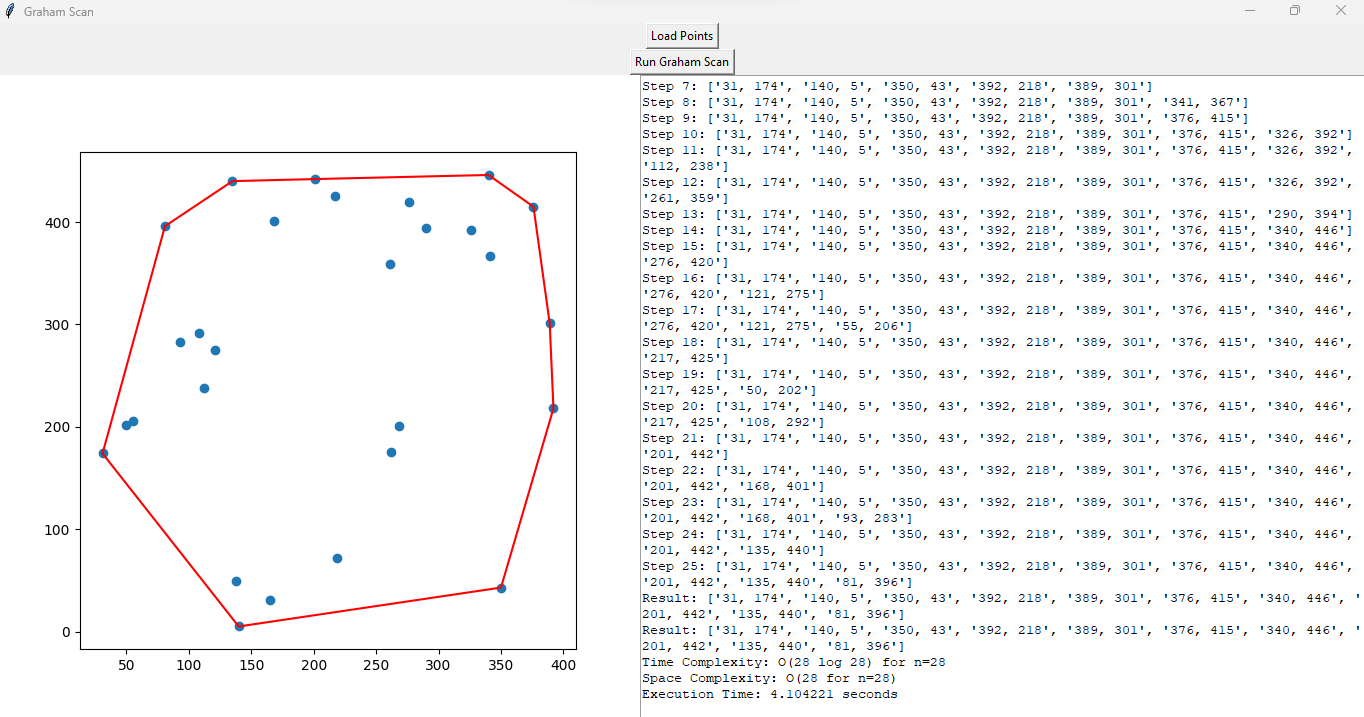 Graham Scan
Load Points
Run Graham Scan
400
300
200
100
0
50 100 150 200 250 300 350 400
Step 7: ['31, 174', '140, 5', '350, 43', '392, 218', '389, 301']
Step 8: ['31, 174', '140, 5', '350, 43', '392, 218', '389, 301', '341, 367']
Step 9: ['31, 174', '140, 5', '350, 43', '392, 218', '389, 301', '376, 415']
Step 10: ['31, 174', '140, 5', '350, 43', '392, 218', '389, 301', '376, 415', '326, 392']
Step 11: ['31, 174', '140, 5', '350, 43', '392, 218', '389, 301', '376, 415', '326, 392',
'112, 238']
Step 12: ['31, 174', '140, 5', '350, 43', '392, 218', '389, 301', '376, 415', '326, 392',
'261, 359']
Step 13: ['31, 174', '140, 5', '350, 43', '392, 218', '389, 301', '376, 415', '290, 394']
Step 14: ['31, 174', '140, 5', '350, 43', '392, 218', '389, 301', '376, 415', '340, 446']
Step 15: ['31, 174', '140, 5', '350, 43', '392, 218', '389, 301', '376, 415', '340, 446',
'276, 420']
Step 16: ['31, 174', '140, 5', '350, 43', '392, 218', '389, 301', '376, 415', '340, 446',
'276, 420', '121, 275']
Step 17: ['31, 174', '140, 5', '350, 43', '392, 218', '389, 301', '376, 415', '340, 446',
'276, 420', '121, 275', '55, 206']
Step 18: ['31, 174', '140, 5', '350, 43', '392, 218', '389, 301', '376, 415', '340, 446',
'217, 425']
Step 19: ['31, 174', '140, 5', '350, 43', '392, 218', '389, 301', '376, 415', '340, 446',
'217, 425', '50, 202']
Step 20: ['31, 174', '140, 5', '350, 43', '392, 218', '389, 301', '376, 415', '340, 446',
'217, 425', '108, 292']
Step 21: ['31, 174', '140, 5', '350, 43', '392, 218', '389, 301', '376, 415', '340, 446',
'201, 442']
Step 22: ['31, 174', '140, 5', '350, 43', '392, 218', '389, 301', '376, 415', '340, 446',
'201, 442', '168, 401']
Step 23: ['31, 174', '140, 5', '350, 43', '392, 218', '389, 301', '376, 415', '340, 446',
'201, 442', '168, 401', '93, 283']
Step 24: ['31, 174', '140, 5', '350, 43', '392, 218', '389, 301', '376, 415', '340, 446',
'201, 442', '135, 440']
Step 25: ['31, 174', '140, 5', '350, 43', '392, 218', '389, 301', '376, 415', '340, 446',
'201, 442', '135, 440', '81, 396']
Result: ['31, 174', '140, 5', '350, 43', '392, 218', '389, 301', '376, 415', '340, 446', '
201, 442', '135, 440', '81, 396']
Result: ['31, 174', '140, 5', '350, 43', '392, 218', '389, 301', '376, 415', '340, 446', '
201, 442', '135, 440', '81, 396']
Time Complexity: O(28 log 28) for n=28
Space Complexity: O(28 for n=28)
Execution Time: 4.104221 seconds